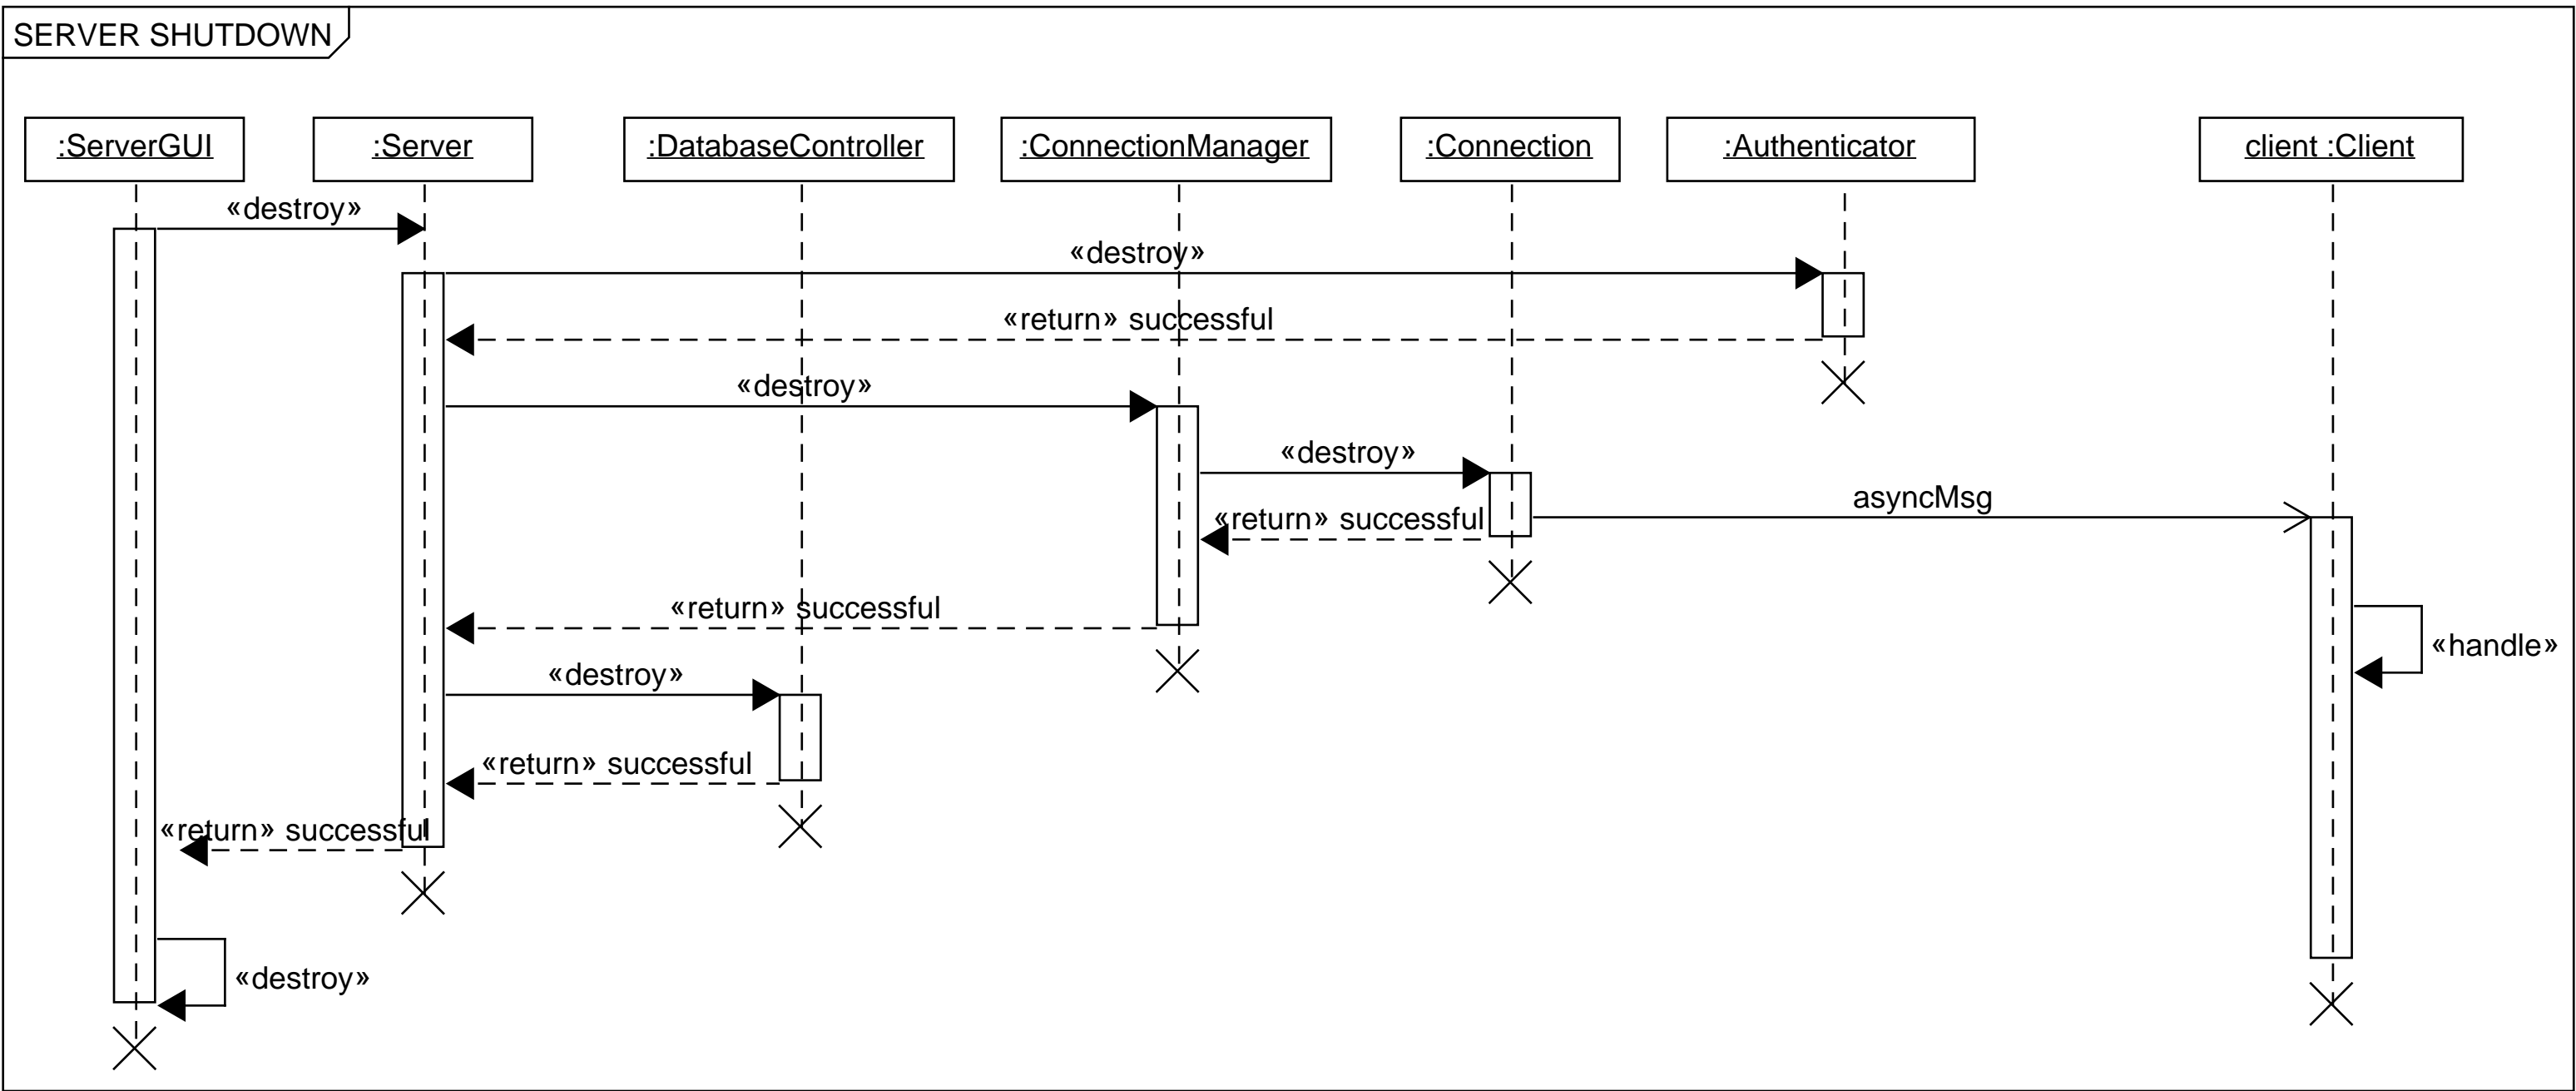 SERVER SHUTDOWN
:ServerGUI
:Server
:DatabaseController
:ConnectionManager
:Connection
:Authenticator
client :Client
«destroy»
«destroy»
«return» successful
«destroy»
«destroy»
asyncMsg
«return» successful
«return» successful
«handle»
«destroy»
«return» successful
«return» successful
«destroy»